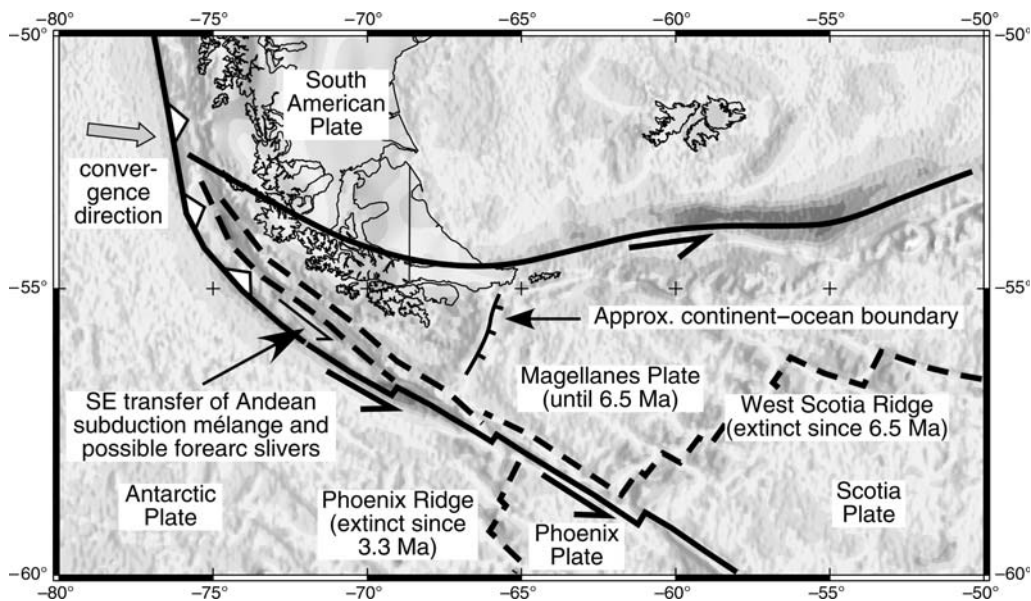 −80° −75° −70° −65° −60° −55° −50°
−50° −50°
South
American
Plate
conver-
gence
direction
−55° −55°
Approx. continent−ocean boundary
Magellanes Plate
(until 6.5 Ma)
West Scotia Ridge
(extinct since 6.5 Ma)
SE transfer of Andean
subduction mélange and
possible forearc slivers
Antarctic
Plate
Phoenix Ridge
(extinct since
3.3 Ma)
Phoenix
Plate
Scotia
Plate
−60° −60°
−80° −75° −70° −65° −60° −55° −50°